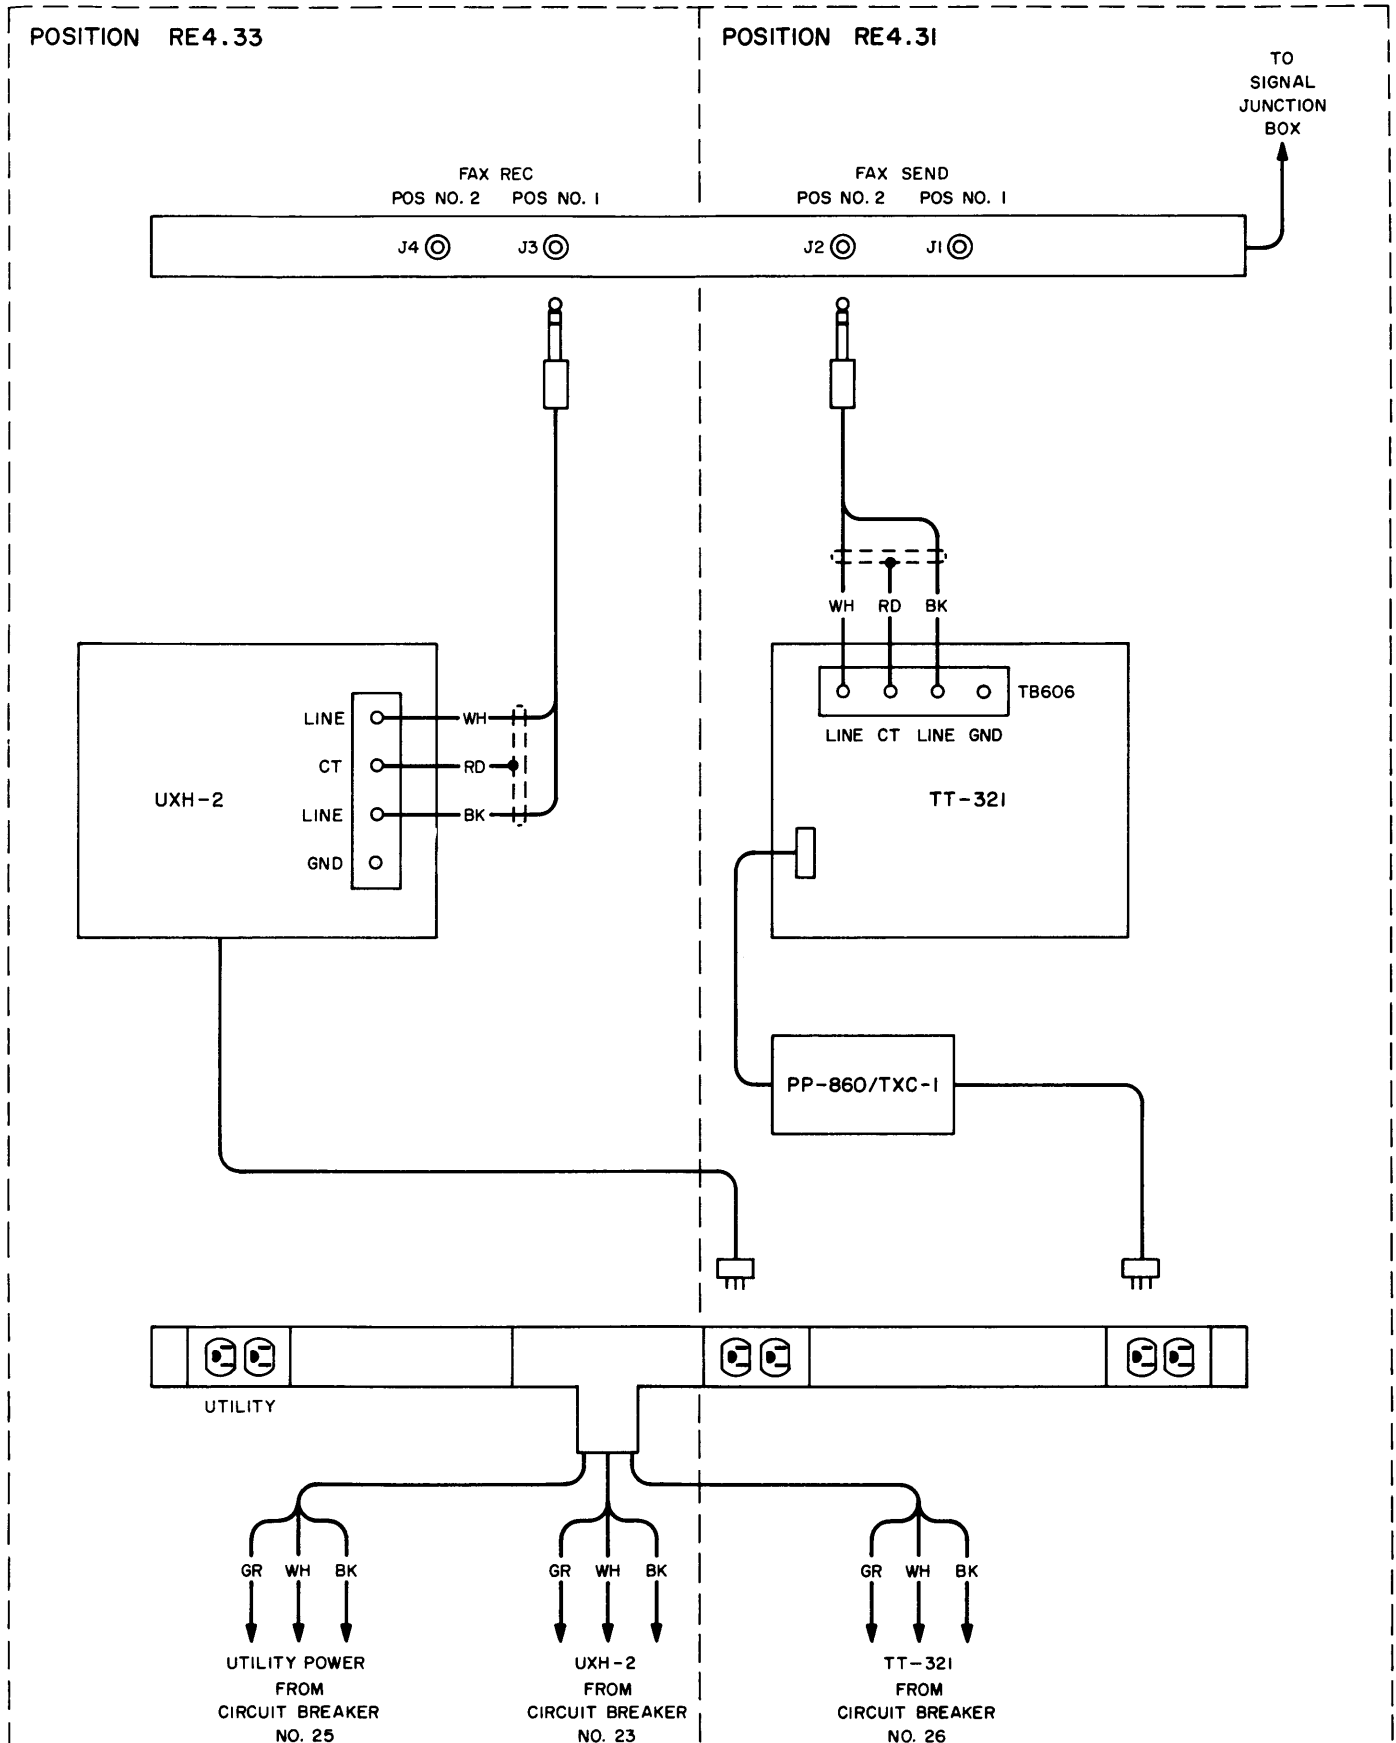 POSITION RE4.33
POSITION RE4.31
TO
SIGNAL
JUNCTION
BOX
FAX REC
POS NO. 2 POS NO. 1
FAX SEND
POS NO. 2 POS NO. 1
J4
J3
J2
J1
WH RD BK
TB606
LINE CT LINE GND
TT-321
LINE
WH
CT
RD
LINE
BK
GND
UXH-2
PP-860/TXC-1
UTILITY
GR WH BK
GR WH BK
GR WH BK
UTILITY POWER
FROM
CIRCUIT BREAKER
NO. 25
UXH-2
FROM
CIRCUIT BREAKER
NO. 23
TT-321
FROM
CIRCUIT BREAKER
NO. 26